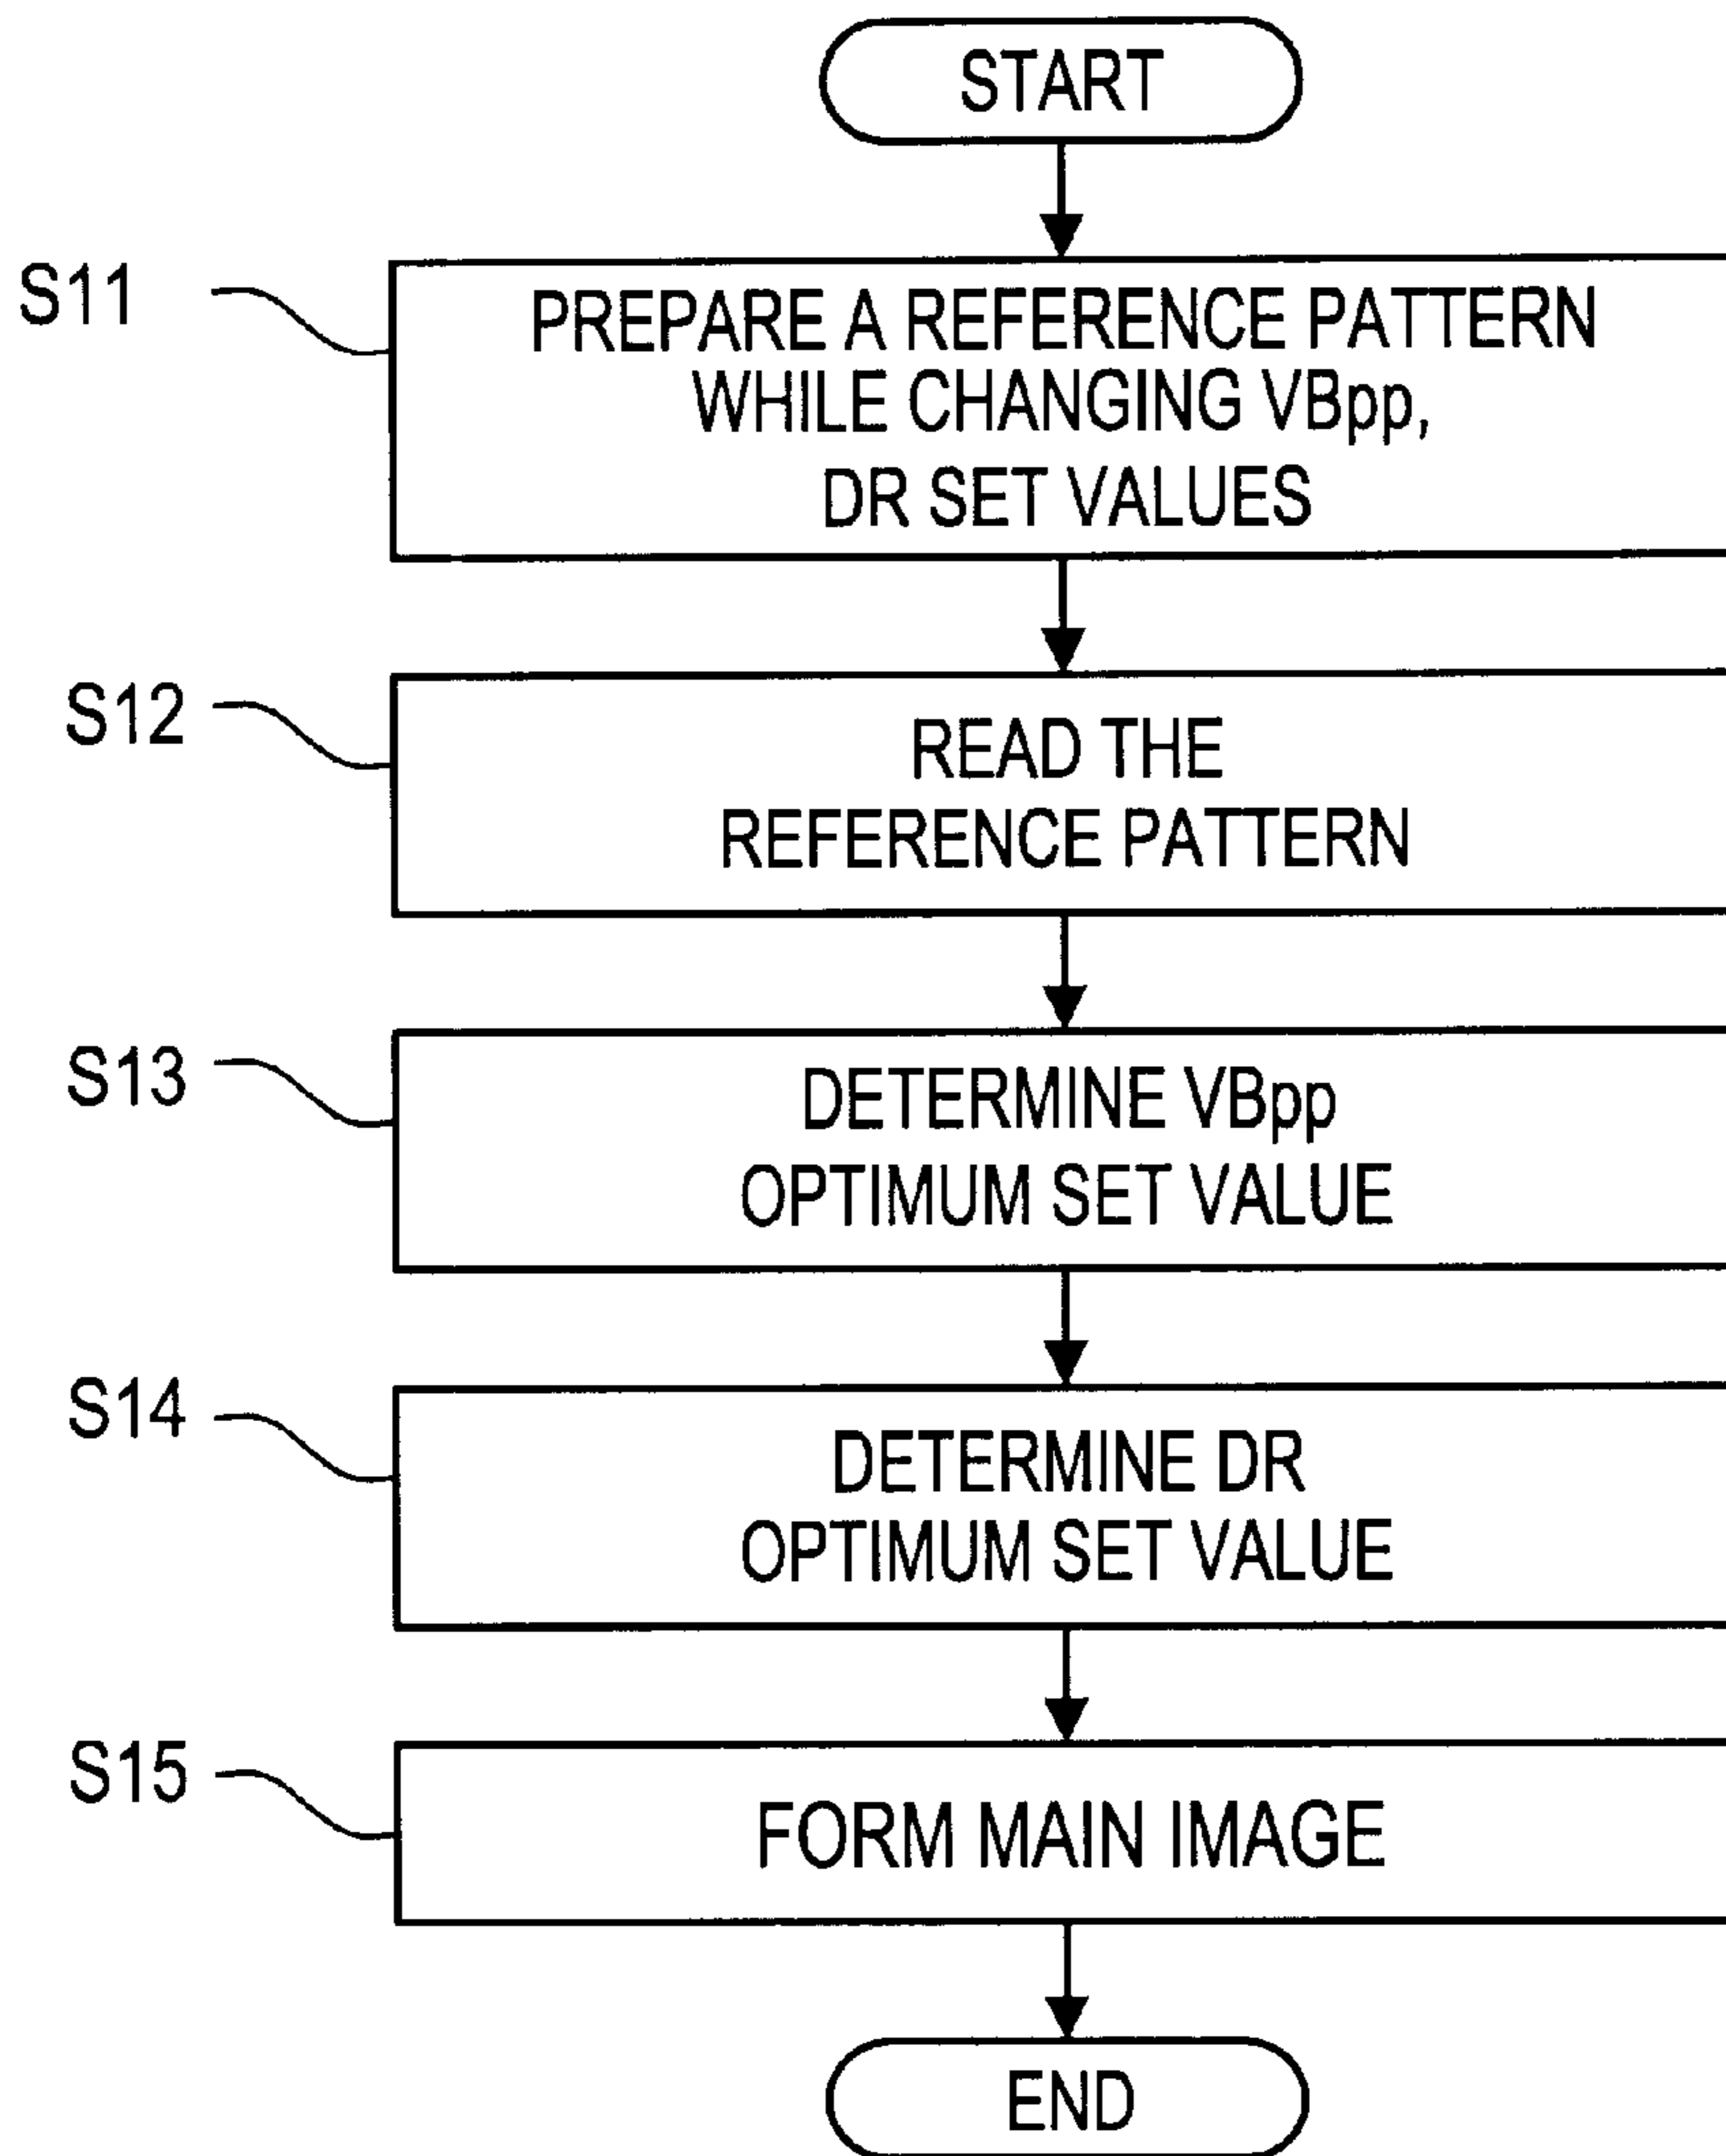 START
S11
PREPARE A REFERENCE PATTERN
WHILE CHANGING VBpp,
DR SET VALUES
S12
READ THE
REFERENCE PATTERN
S13
DETERMINE VBpp
OPTIMUM SET VALUE
S14
DETERMINE DR
OPTIMUM SET VALUE
S15
FORM MAIN IMAGE
END